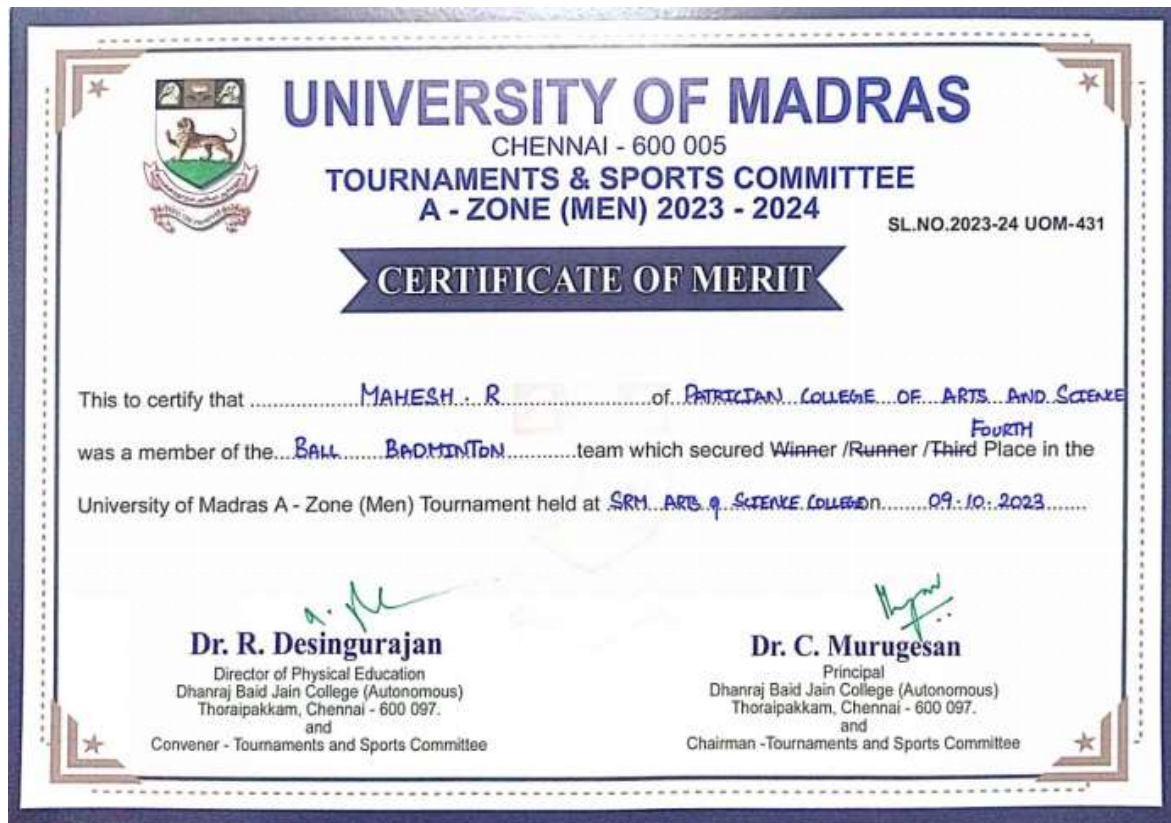 UNIVERSITY OF MADRAS
CHENNAI - 600 005
TOURNAMENTS & SPORTS COMMITTEE
A - ZONE (MEN) 2023 - 2024
SL.NO.2023-24 UOM-431
CERTIFICATE OF MERIT
This to certify that ................ MAHESH . R ................ of PATRICIAN COLLEGE OF ARTS AND SCIENCE
FOURTH
was a member of the... BALL BADMINTON ............team which secured Winner /Runner /Third Place in the
University of Madras A - Zone (Men) Tournament held at SRM ARTS & SCIENCE COLLEGE on........ 09.10.2023 .......
Dr. R. Desingurajan
Director of Physical Education
Dhanraj Baid Jain College (Autonomous)
Thoraipakkam, Chennai - 600 097.
and
Convener - Tournaments and Sports Committee
Dr. C. Murugesan
Principal
Dhanraj Baid Jain College (Autonomous)
Thoraipakkam, Chennai - 600 097.
and
Chairman -Tournaments and Sports Committee